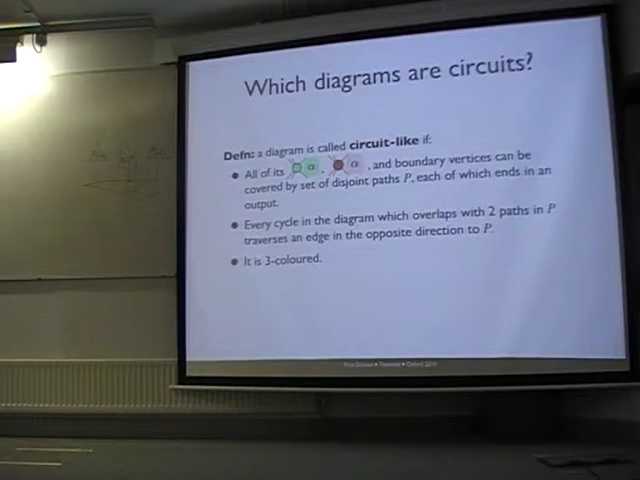 Which diagrams are circuits?
Defn: a diagram is called circuit-like if:
• All of its α , α , and boundary vertices can be
covered by set of disjoint paths P, each of which ends in an
output.
• Every cycle in the diagram which overlaps with 2 paths in P
traverses an edge in the opposite direction to P.
• It is 3-coloured.